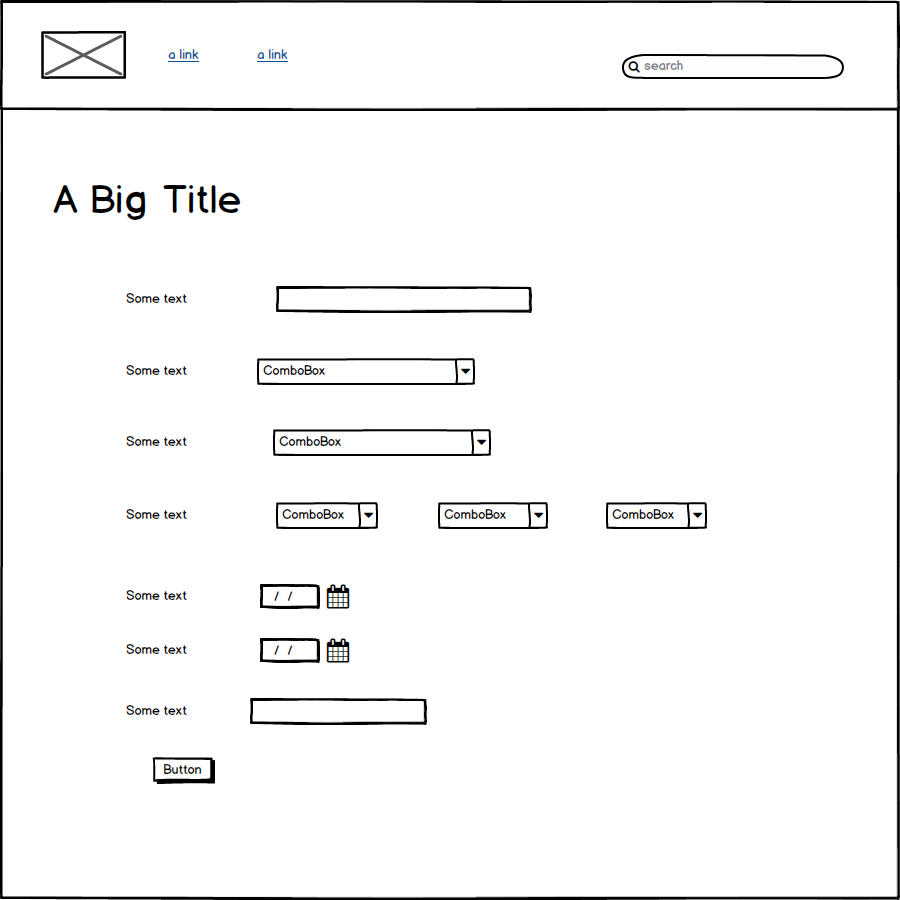 a link a link search
A Big Title
Some text
Some text ComboBox
Some text ComboBox
Some text ComboBox ComboBox ComboBox
Some text / /
Some text / /
Some text
Button